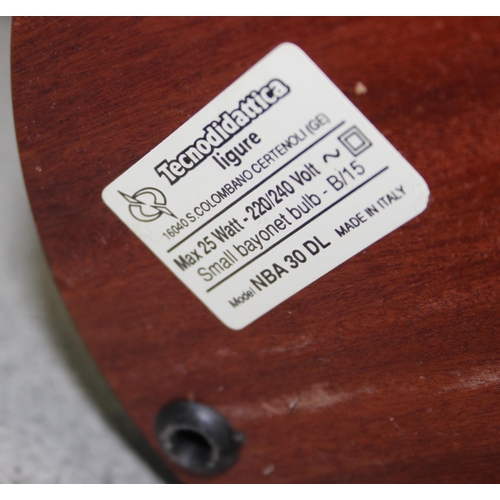 Tecnodidattica
ligure
16040 S.COLOMBANO CERTENOLI (GE)
Max 25 Watt - 220/240 Volt ~
Small bayonet bulb - B/15
Model NBA 30 DL MADE IN ITALY